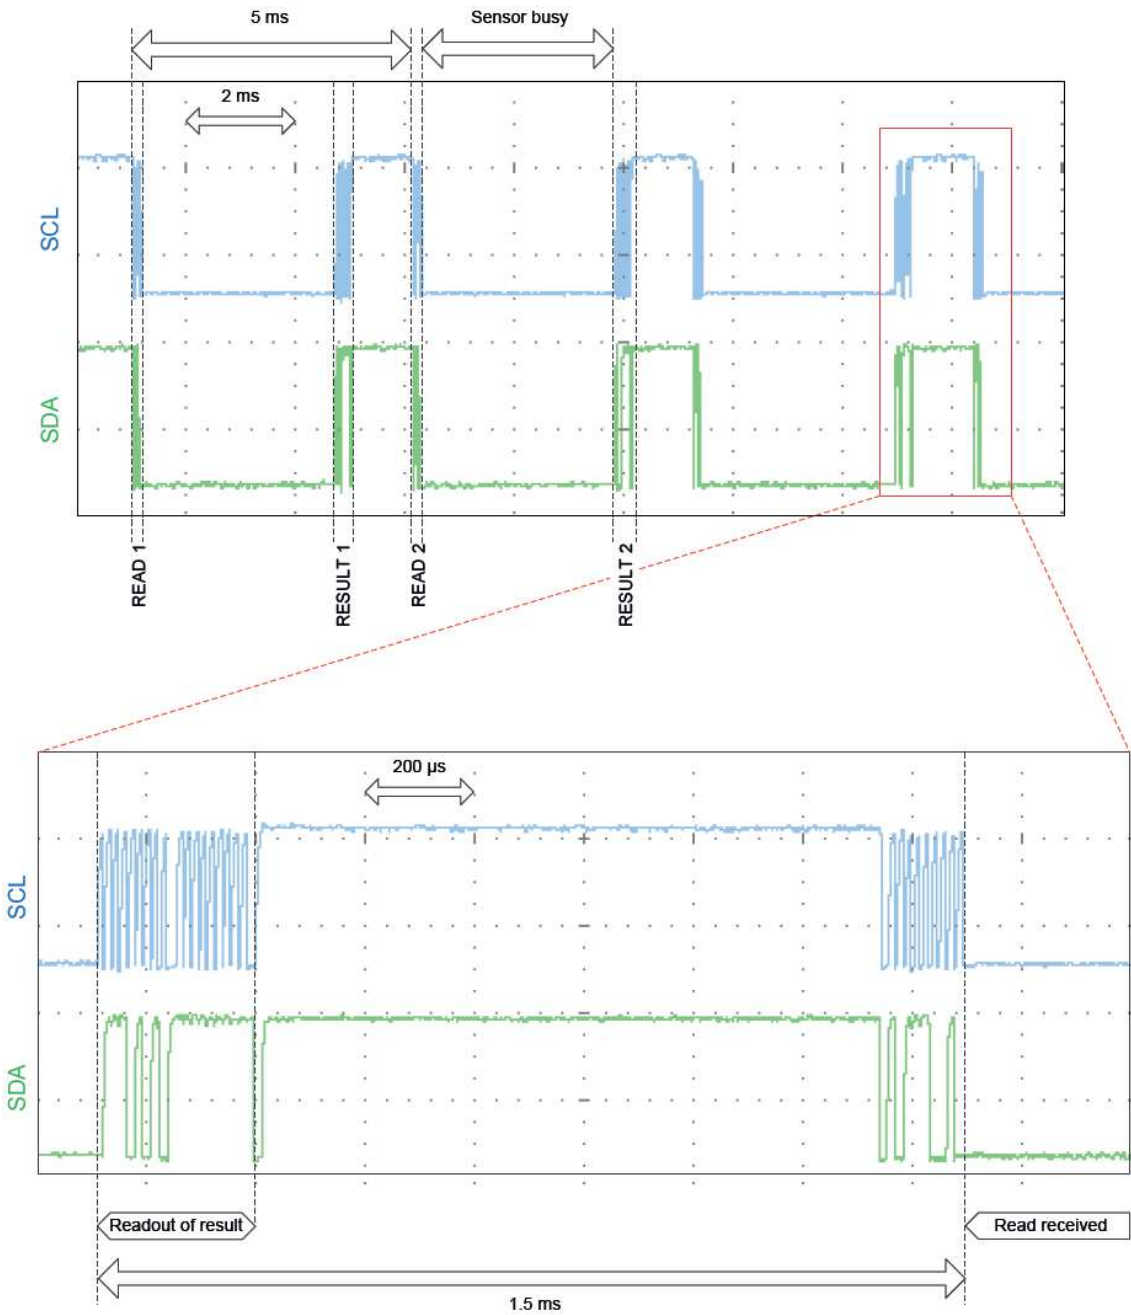 5 ms
Sensor busy
2 ms
SCL
SDA
READ 1
RESULT 1
READ 2
RESULT 2
200 µs
SCL
SDA
Readout of result
Read received
1.5 ms